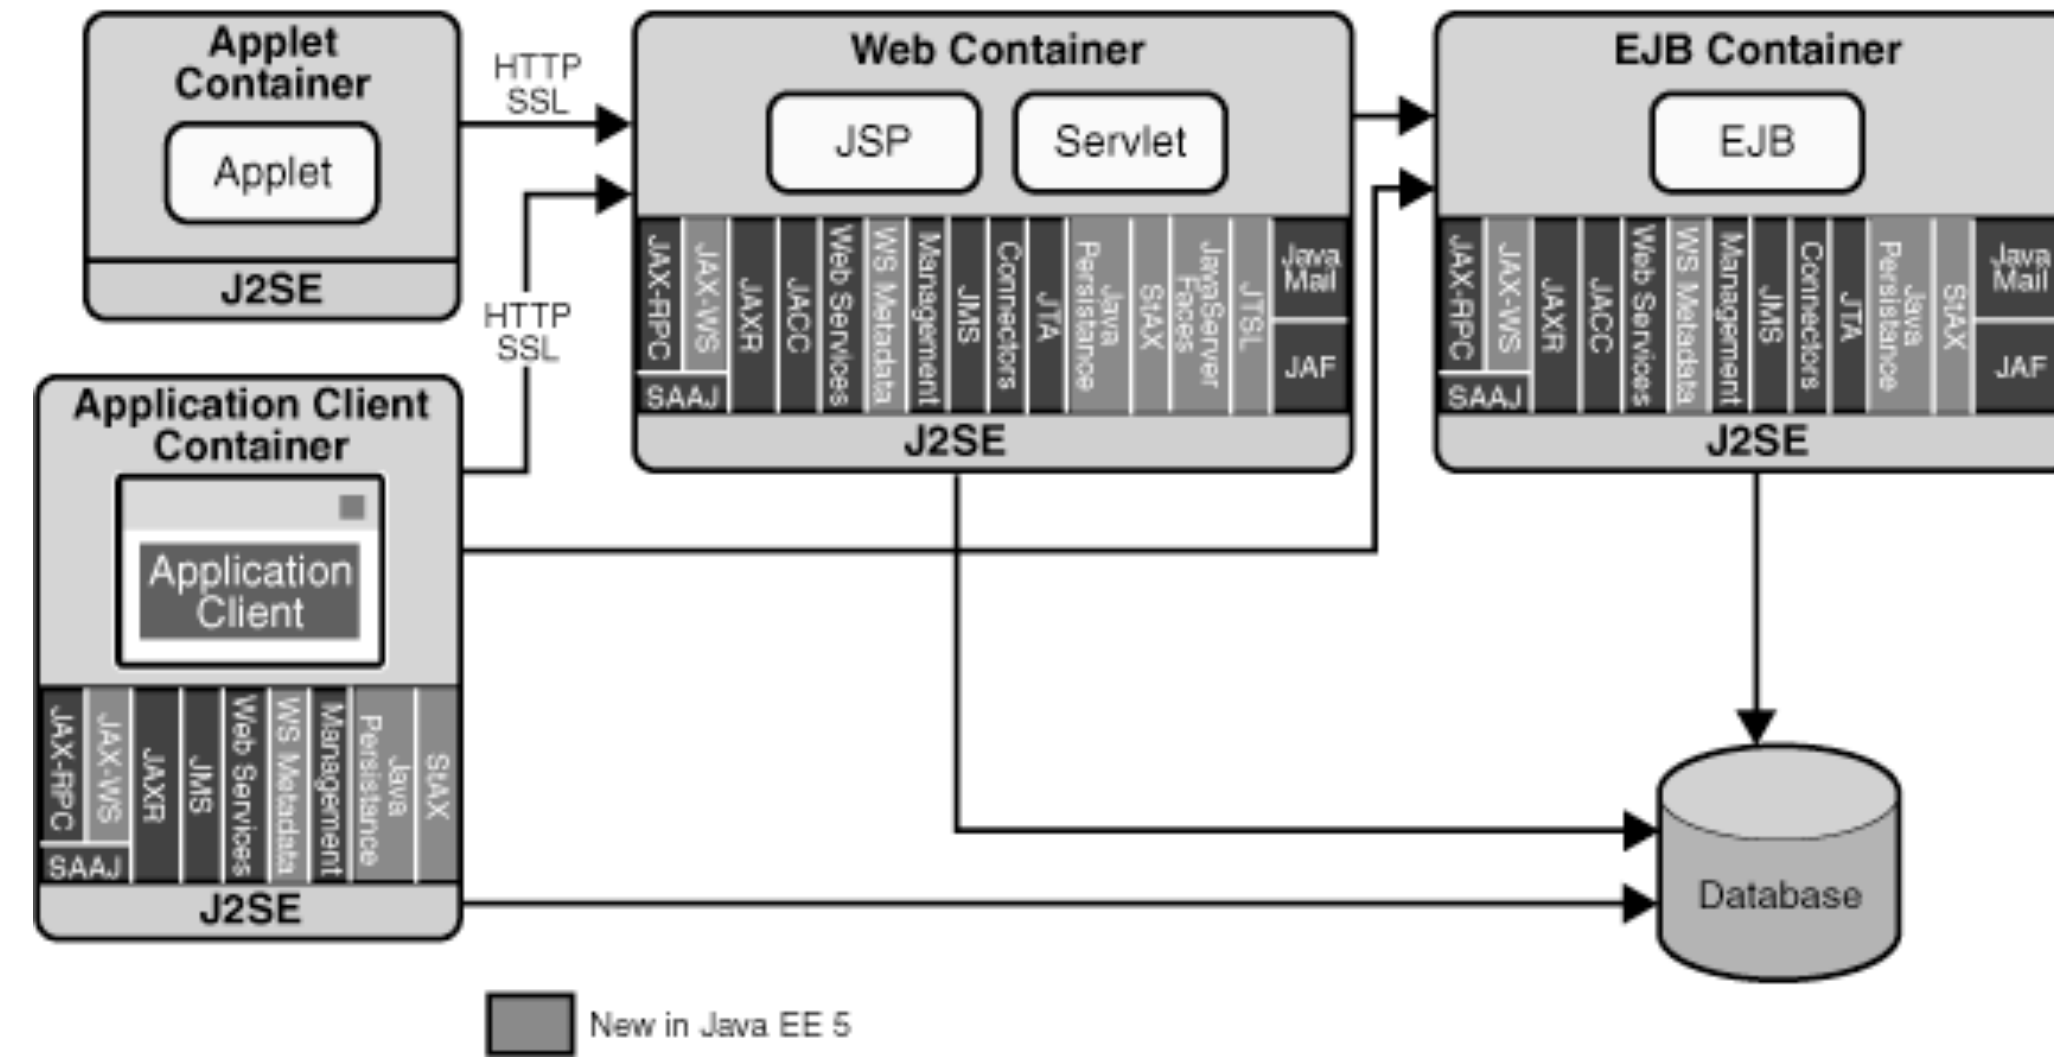 Applet
Container
Applet
J2SE
HTTP
SSL
HTTP
SSL
Web Container
JSP
Servlet
JAX-RPC
JAX-WS
SAAJ
JAXR
JACC
Web Services
WS Metadata
Management
JMS
Connectors
JTA
Java
Persistance
StAX
JavaServer
Faces
JTSL
Java
Mail
JAF
J2SE
EJB Container
EJB
JAX-RPC
JAX-WS
SAAJ
JAXR
JACC
Web Services
WS Metadata
Management
JMS
Connectors
JTA
Java
Persistance
StAX
Java
Mail
JAF
J2SE
Application Client
Container
Application
Client
JAX-RPC
JAX-WS
SAAJ
JAXR
JMS
Web Services
WS Metadata
Management
Java
Persistance
StAX
J2SE
Database
New in Java EE 5